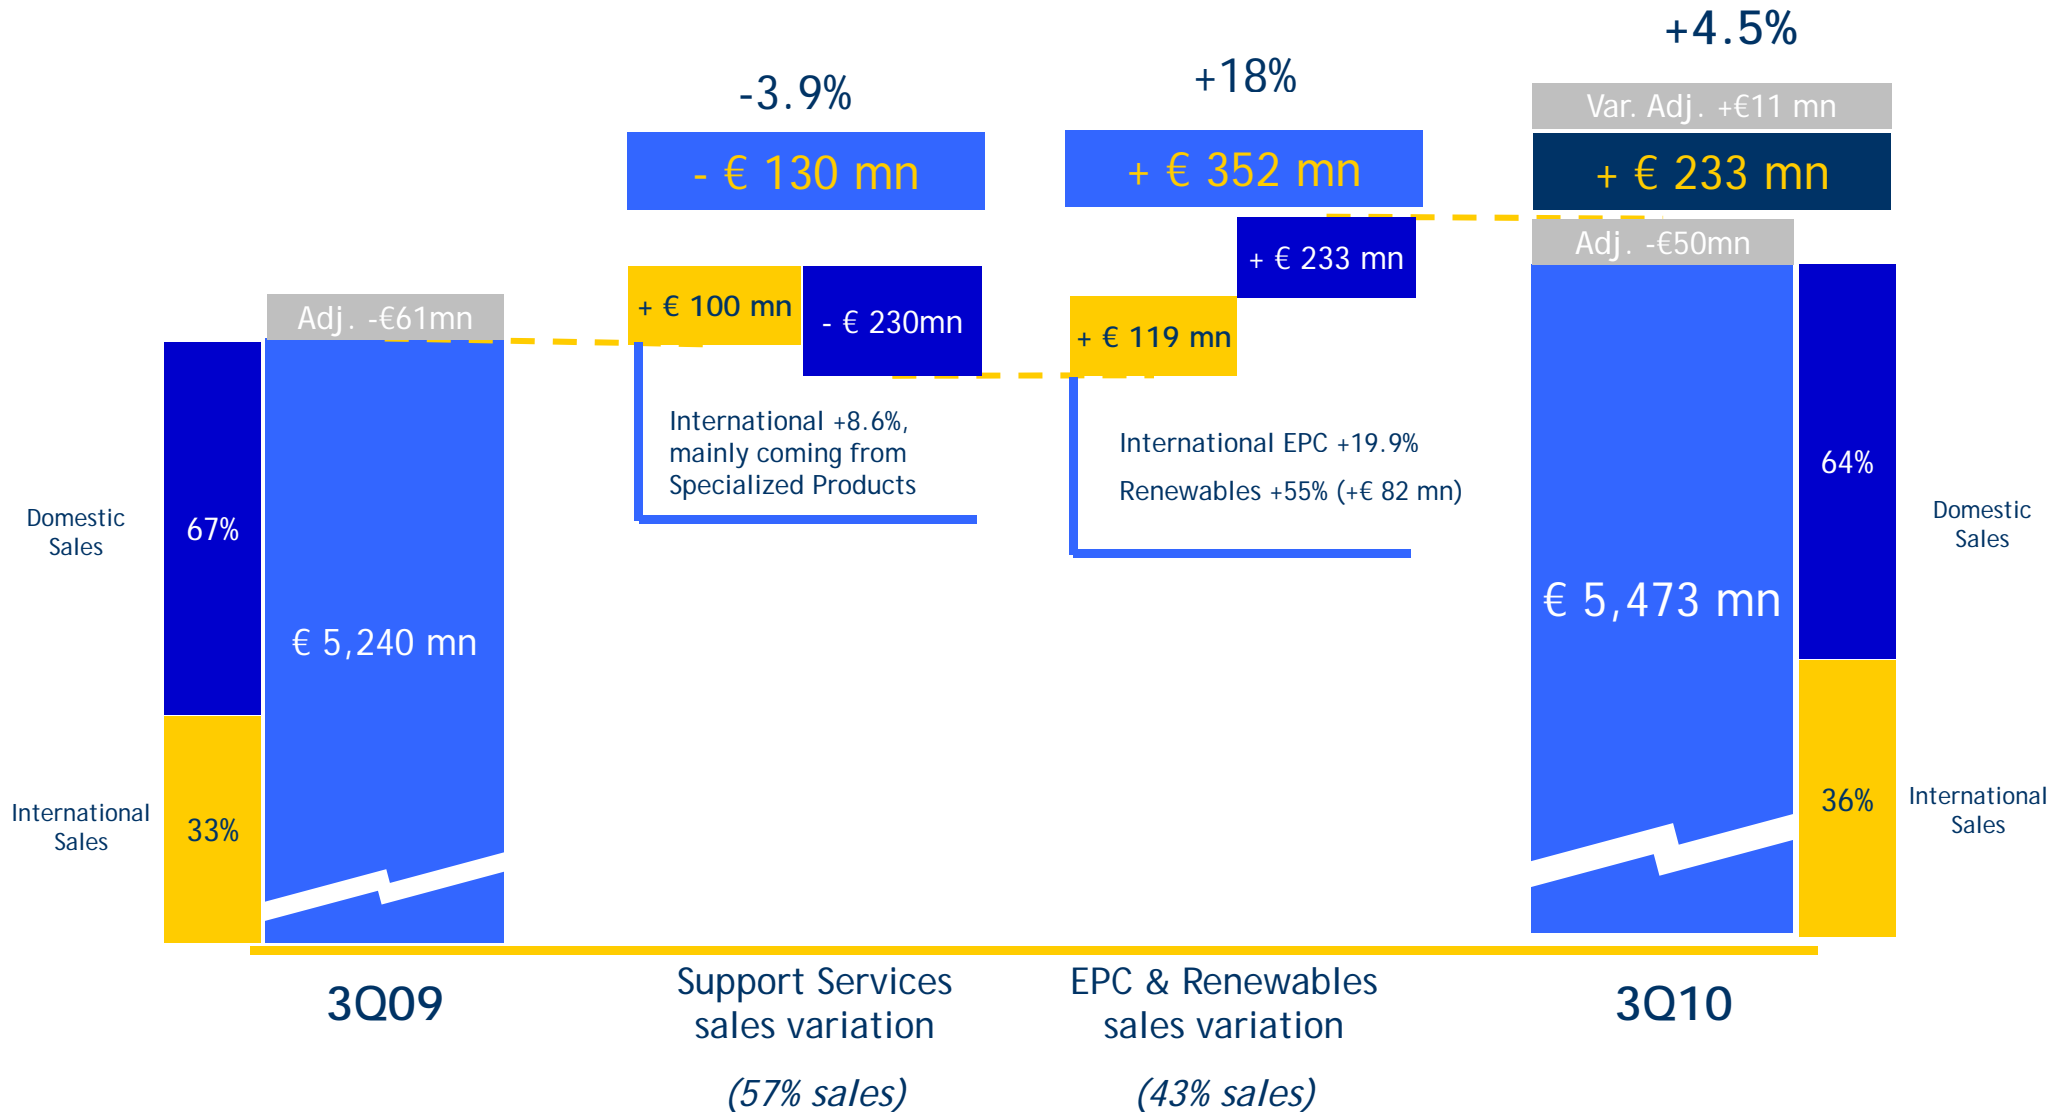 +4.5%
+18%
-3.9%
Var. Adj. +€11 mn
- € 130 mn
+ € 352 mn
+ € 233 mn
Adj. -€50mn
+ € 233 mn
Adj. -€61mn
+ € 100 mn
- € 230mn
+ € 119 mn
International +8.6%,
mainly coming from
Specialized Products
International EPC +19.9%
Renewables +55% (+€ 82 mn)
64%
Domestic
Sales
67%
Domestic
Sales
€ 5,240 mn
€ 5,473 mn
International
Sales
33%
36%
International
Sales
3Q09
Support Services
sales variation
(57% sales)
EPC & Renewables
sales variation
(43% sales)
3Q10